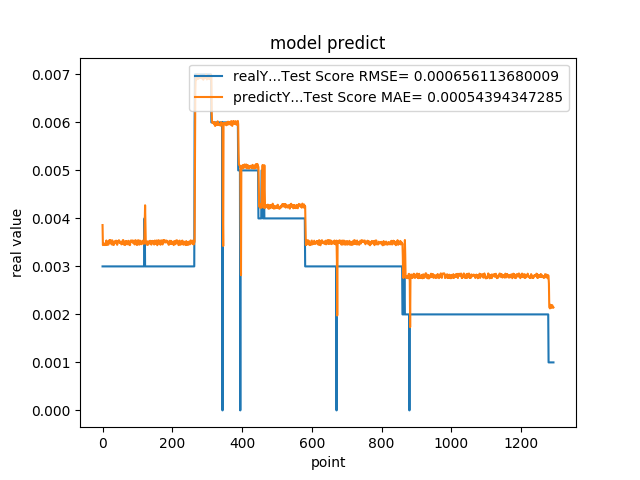 model predict
realY...Test Score RMSE= 0.000656113680009
predictY...Test Score MAE= 0.00054394347285
0.007
0.006
0.005
0.004
0.003
0.002
0.001
0.000
real value
0 200 400 600 800 1000 1200
point